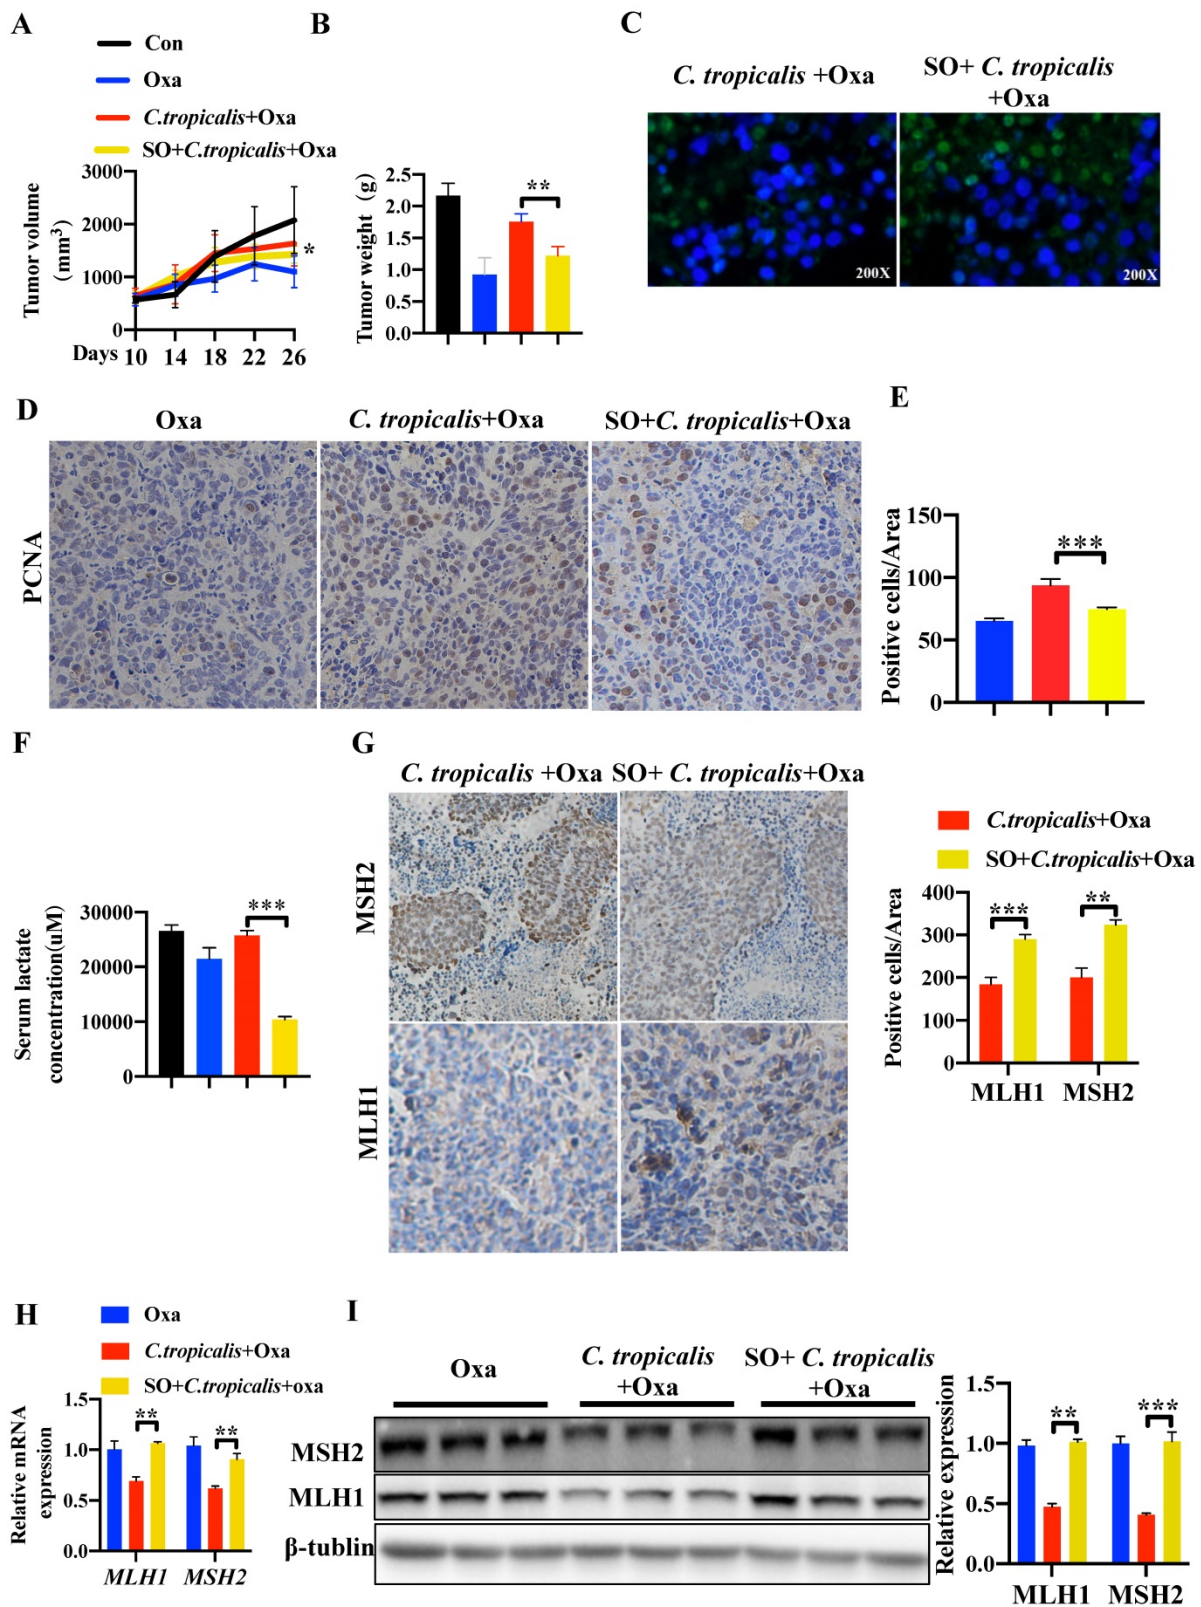 A
Con
Oxa
C.tropicalis+Oxa
SO+C.tropicalis+Oxa
Tumor volume
(mm3)
3000
2000
1000
0
Days 10 14 18 22 26
*
B
Tumor weight (g)
2.5
2.0
1.5
1.0
0.5
0.0
**
C
C. tropicalis +Oxa
SO+ C. tropicalis
+Oxa
200X
200X
D
Oxa
C. tropicalis+Oxa
SO+C. tropicalis+Oxa
PCNA
E
Positive cells/Area
150
100
50
0
***
F
Serum lactate
concentration(uM)
30000
20000
10000
0
***
G
C. tropicalis +Oxa
SO+ C. tropicalis+Oxa
MSH2
MLH1
C.tropicalis+Oxa
SO+C.tropicalis+Oxa
Positive cells/Area
400
300
200
100
0
***
**
MLH1 MSH2
H
Oxa
C.tropicalis+Oxa
SO+C.tropicalis+oxa
Relative mRNA
expression
1.5
1.0
0.5
0.0
**
**
MLH1 MSH2
I
Oxa
C. tropicalis
+Oxa
SO+ C. tropicalis
+Oxa
MSH2
MLH1
β-tublin
Relative expression
1.5
1.0
0.5
0.0
**
***
MLH1 MSH2